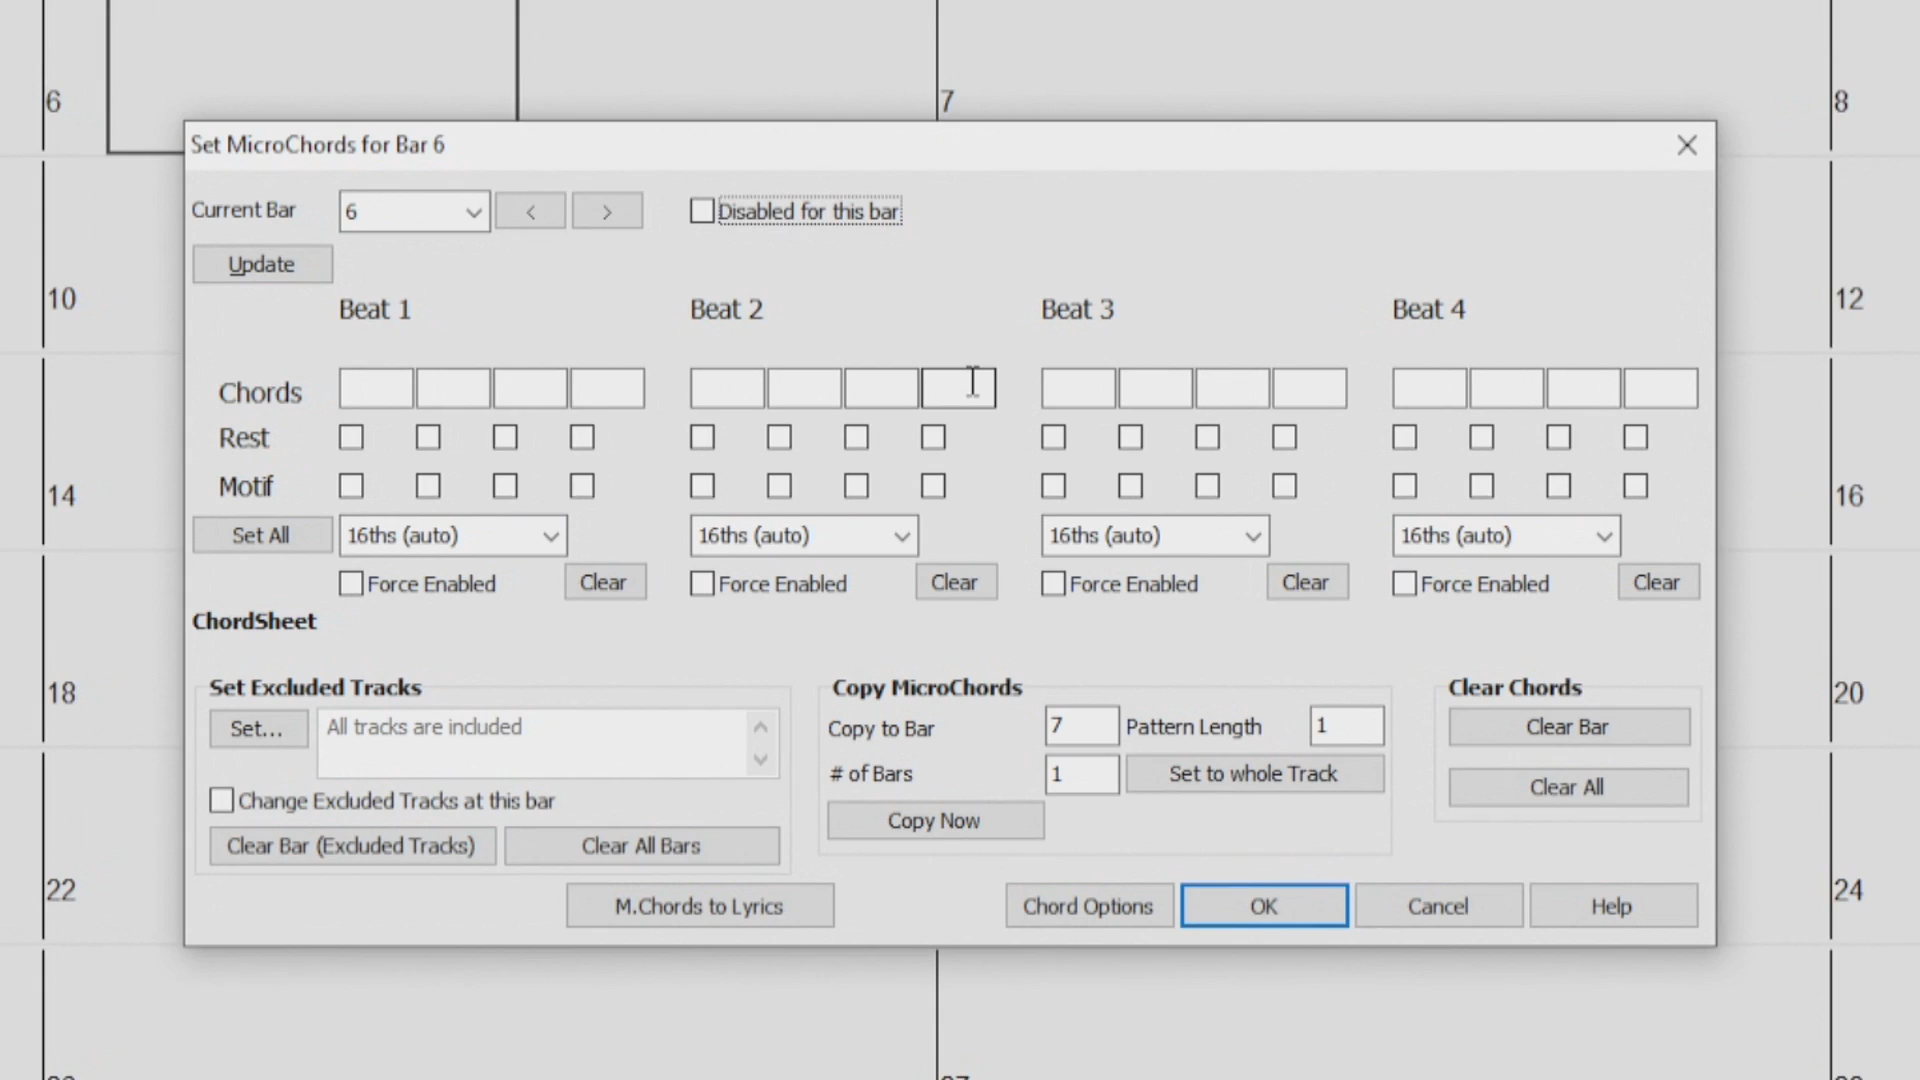 6
7
8
Set MicroChords for Bar 6
Current Bar
6
<
>
Disabled for this bar
Update
10
12
Beat 1
Beat 2
Beat 3
Beat 4
Chords
Rest
Motif
14
16
Set All
16ths (auto)
16ths (auto)
16ths (auto)
16ths (auto)
Force Enabled
Clear
Force Enabled
Clear
Force Enabled
Clear
Force Enabled
Clear
ChordSheet
18
20
Set Excluded Tracks
Set...
All tracks are included
Change Excluded Tracks at this bar
Clear Bar (Excluded Tracks)
Clear All Bars
Copy MicroChords
Copy to Bar
7
Pattern Length
1
# of Bars
1
Set to whole Track
Copy Now
Clear Chords
Clear Bar
Clear All
22
24
M.Chords to Lyrics
Chord Options
OK
Cancel
Help